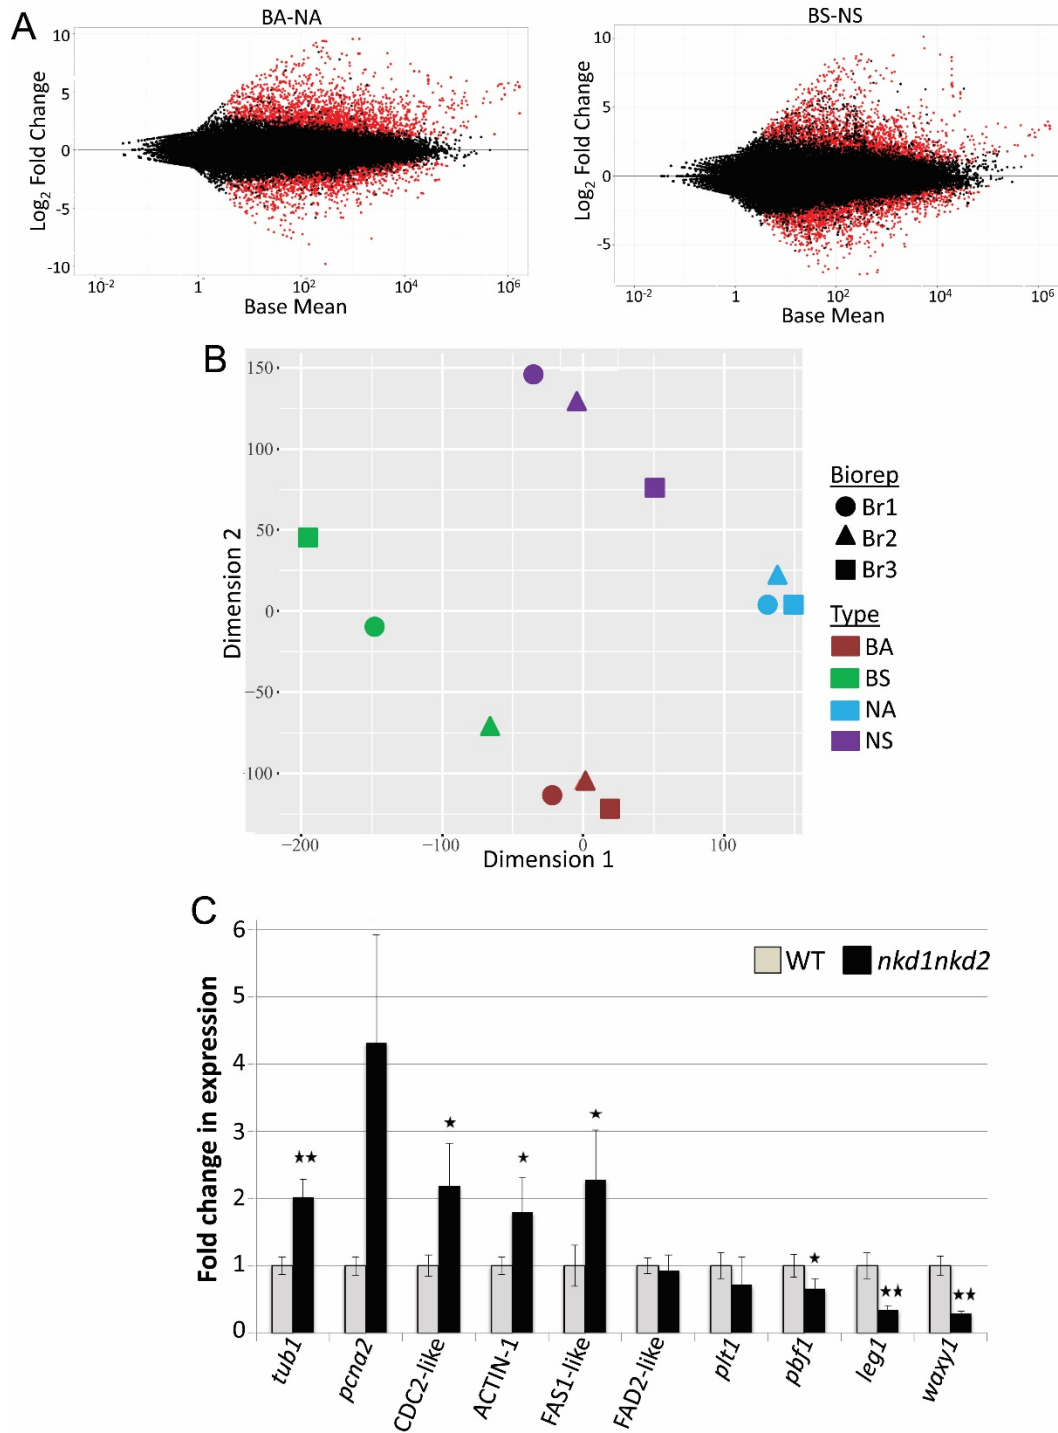 A
BA-NA
BS-NS
Log2 Fold Change
10
5
0
-5
-10
10-2
1
102
104
106
Base Mean
Log2 Fold Change
10
5
0
-5
10-2
1
102
104
106
Base Mean
B
150
100
50
0
−50
100
−200
−100
0
100
Dimension 2
Dimension 1
Biorep
Br1
Br2
Br3
Type
BA
BS
NA
NS
C
Fold change in expression
6
5
4
3
2
1
0
WT
nkd1nkd2
★★
★
★
★
★
★★
★★
tub1
pcna2
CDC2-like
ACTIN-1
FAS1-like
FAD2-like
plt1
pbf1
leg1
waxy1